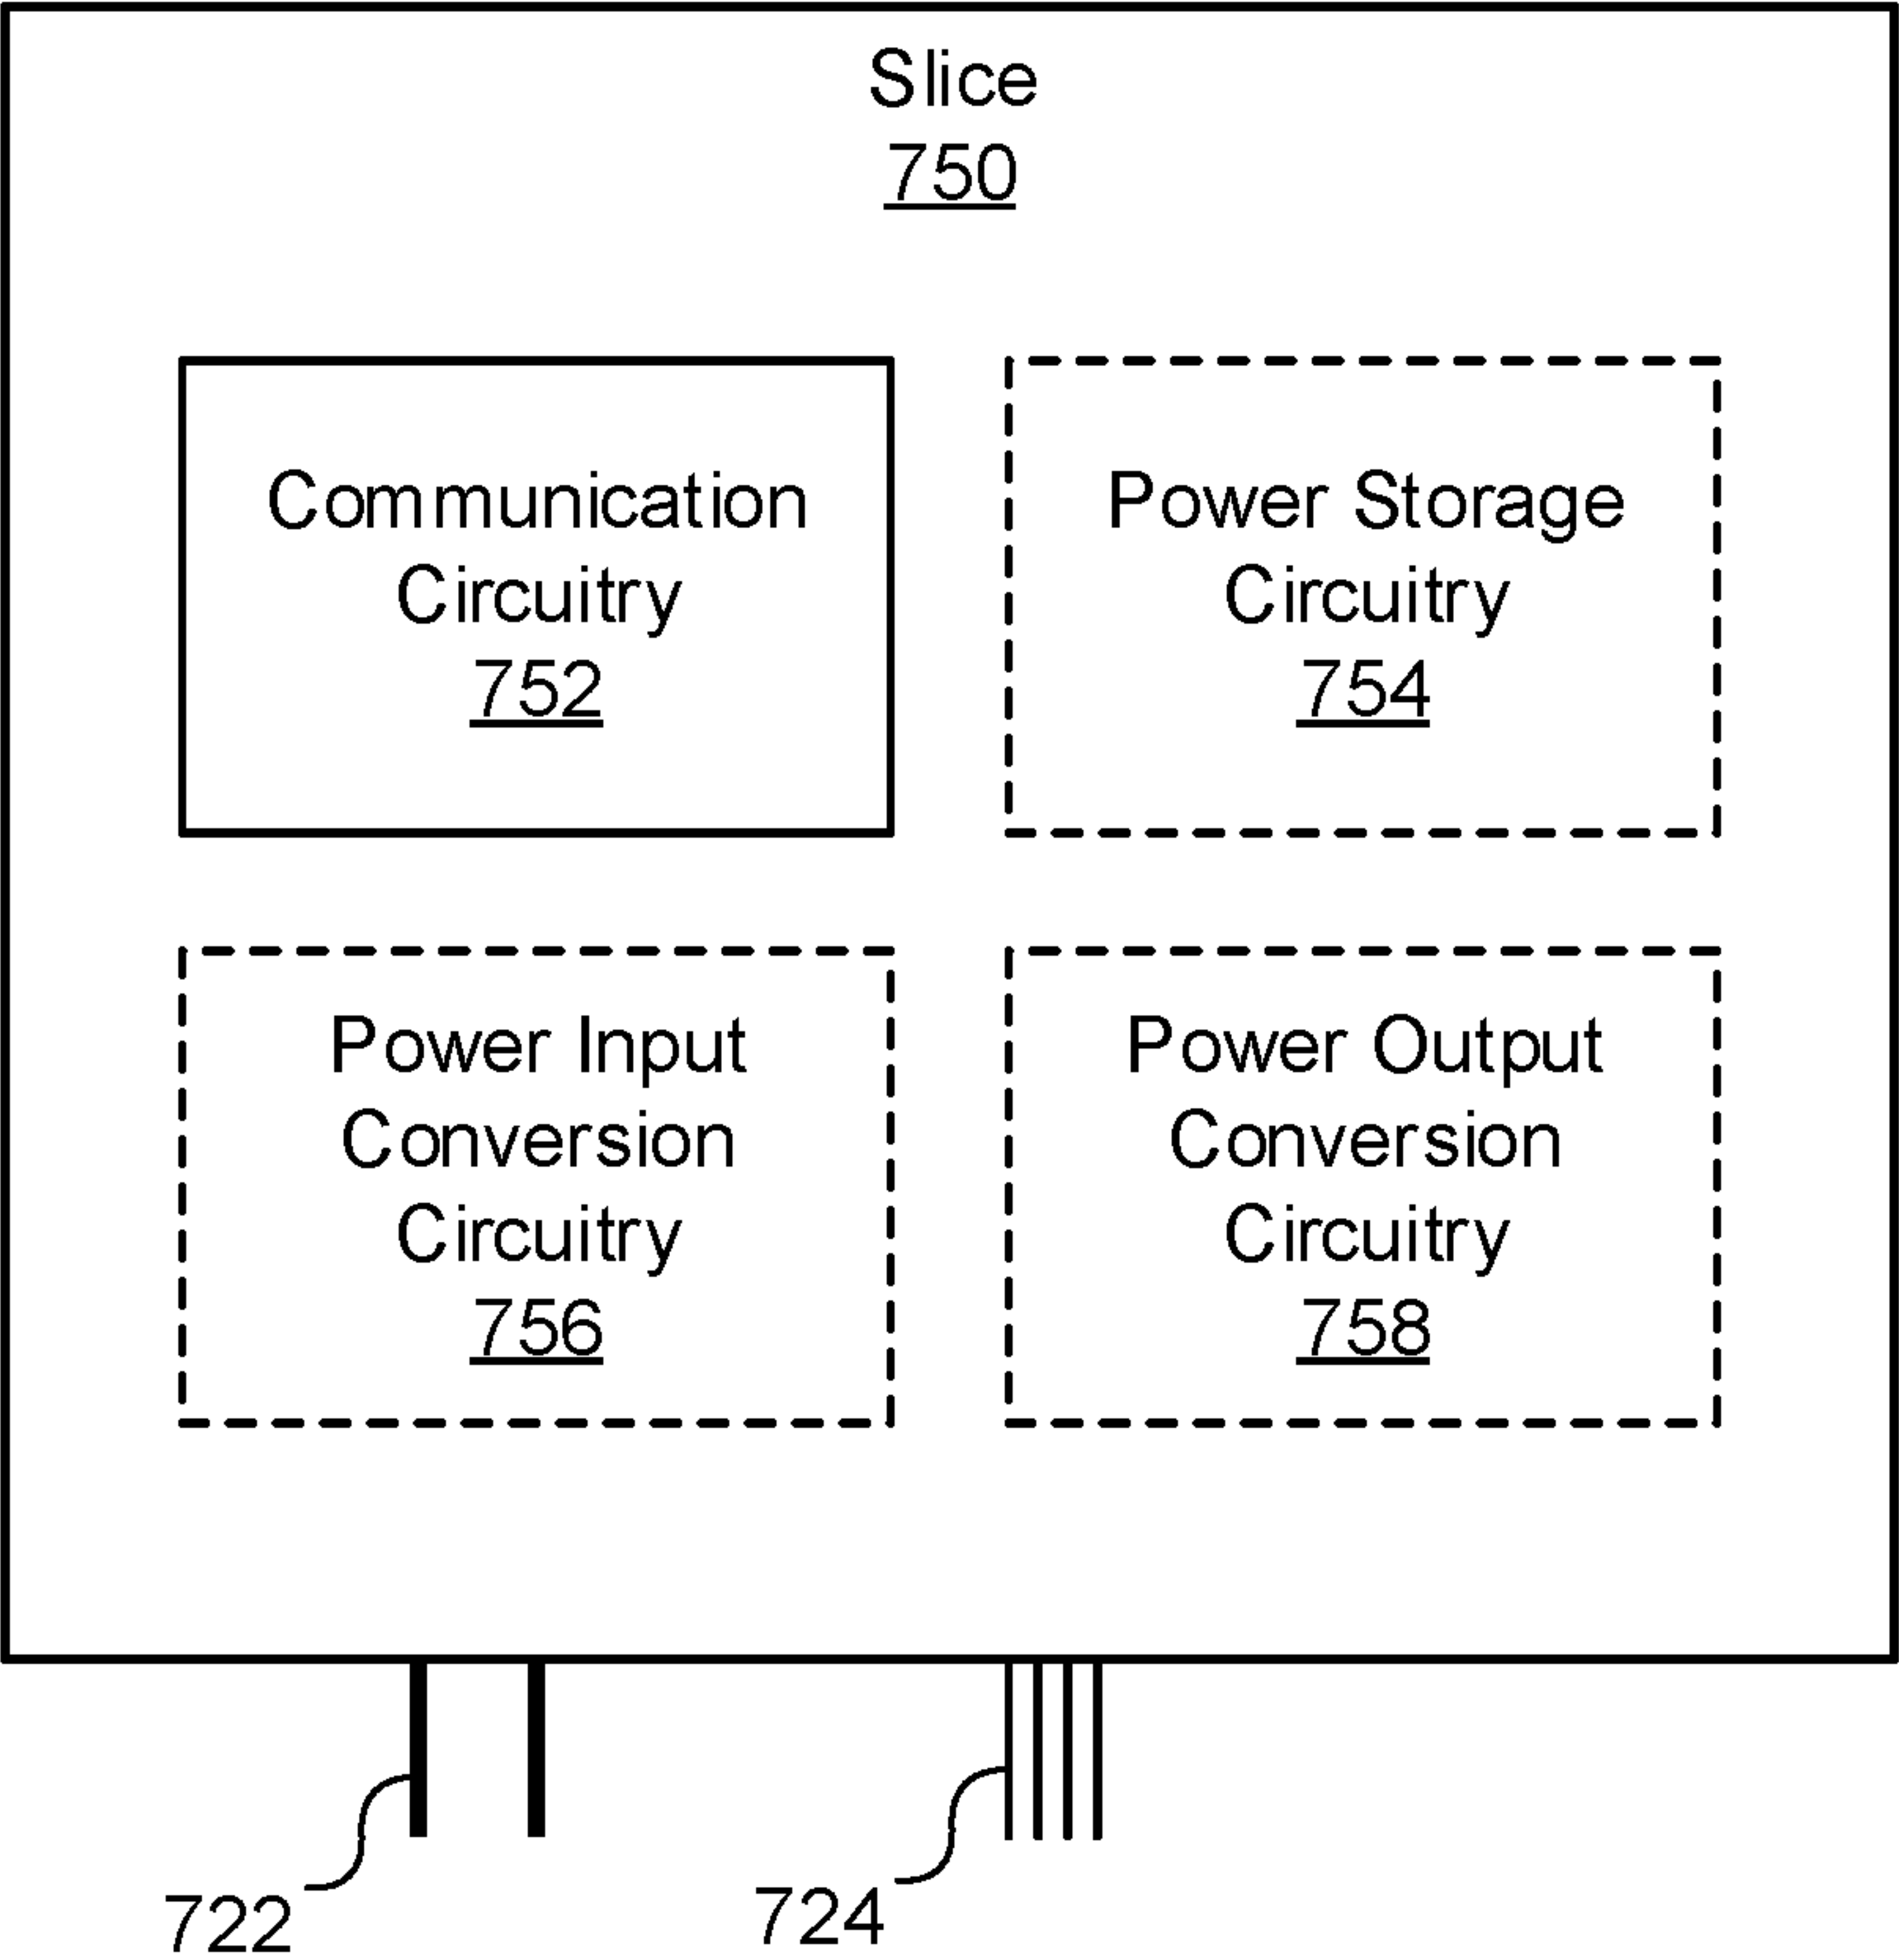 Slice
750
Communication
Circuitry
752
Power Storage
Circuitry
754
Power Input
Conversion
Circuitry
756
Power Output
Conversion
Circuitry
758
722
724